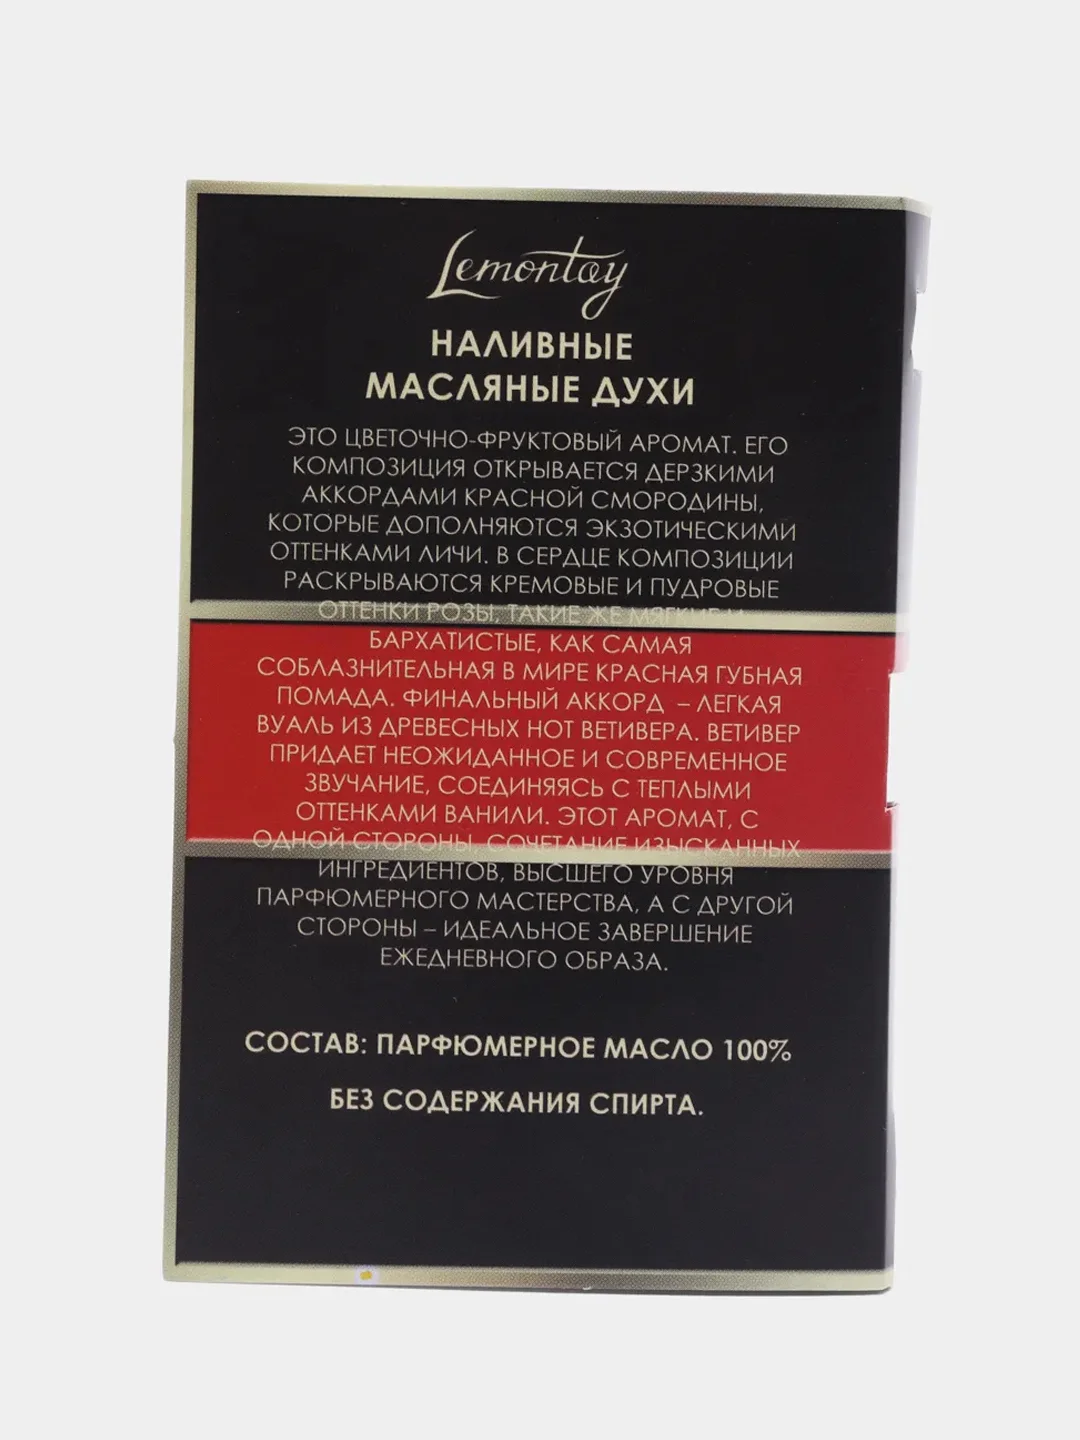 Lemontay
НАЛИВНЫЕ
МАСЛЯНЫЕ ДУХИ
ЭТО ЦВЕТОЧНО-ФРУКТОВЫЙ АРОМАТ. ЕГО
КОМПОЗИЦИЯ ОТКРЫВАЕТСЯ ДЕРЗКИМИ
АККОРДАМИ КРАСНОЙ СМОРОДИНЫ,
КОТОРЫЕ ДОПОЛНЯЮТСЯ ЭКЗОТИЧЕСКИМИ
ОТТЕНКАМИ ЛИЧИ. В СЕРДЦЕ КОМПОЗИЦИИ
РАСКРЫВАЮТСЯ КРЕМОВЫЕ И ПУДРОВЫЕ
ОТТЕНКИ РОЗЫ, ТАКИЕ ЖЕ МЯГКИЕ И
БАРХАТИСТЫЕ, КАК САМАЯ
СОБЛАЗНИТЕЛЬНАЯ В МИРЕ КРАСНАЯ ГУБНАЯ
ПОМАДА. ФИНАЛЬНЫЙ АККОРД – ЛЕГКАЯ
ВУАЛЬ ИЗ ДРЕВЕСНЫХ НОТ ВЕТИВЕРА. ВЕТИВЕР
ПРИДАЕТ НЕОЖИДАННОЕ И СОВРЕМЕННОЕ
ЗВУЧАНИЕ, СОЕДИНЯЯСЬ С ТЕПЛЫМИ
ОТТЕНКАМИ ВАНИЛИ. ЭТОТ АРОМАТ, С
ОДНОЙ СТОРОНЫ, СОЧЕТАНИЕ ИЗЫСКАННЫХ
ИНГРЕДИЕНТОВ, ВЫСШЕГО УРОВНЯ
ПАРФЮМЕРНОГО МАСТЕРСТВА, А С ДРУГОЙ
СТОРОНЫ – ИДЕАЛЬНОЕ ЗАВЕРШЕНИЕ
ЕЖЕДНЕВНОГО ОБРАЗА.
СОСТАВ: ПАРФЮМЕРНОЕ МАСЛО 100%
БЕЗ СОДЕРЖАНИЯ СПИРТА.